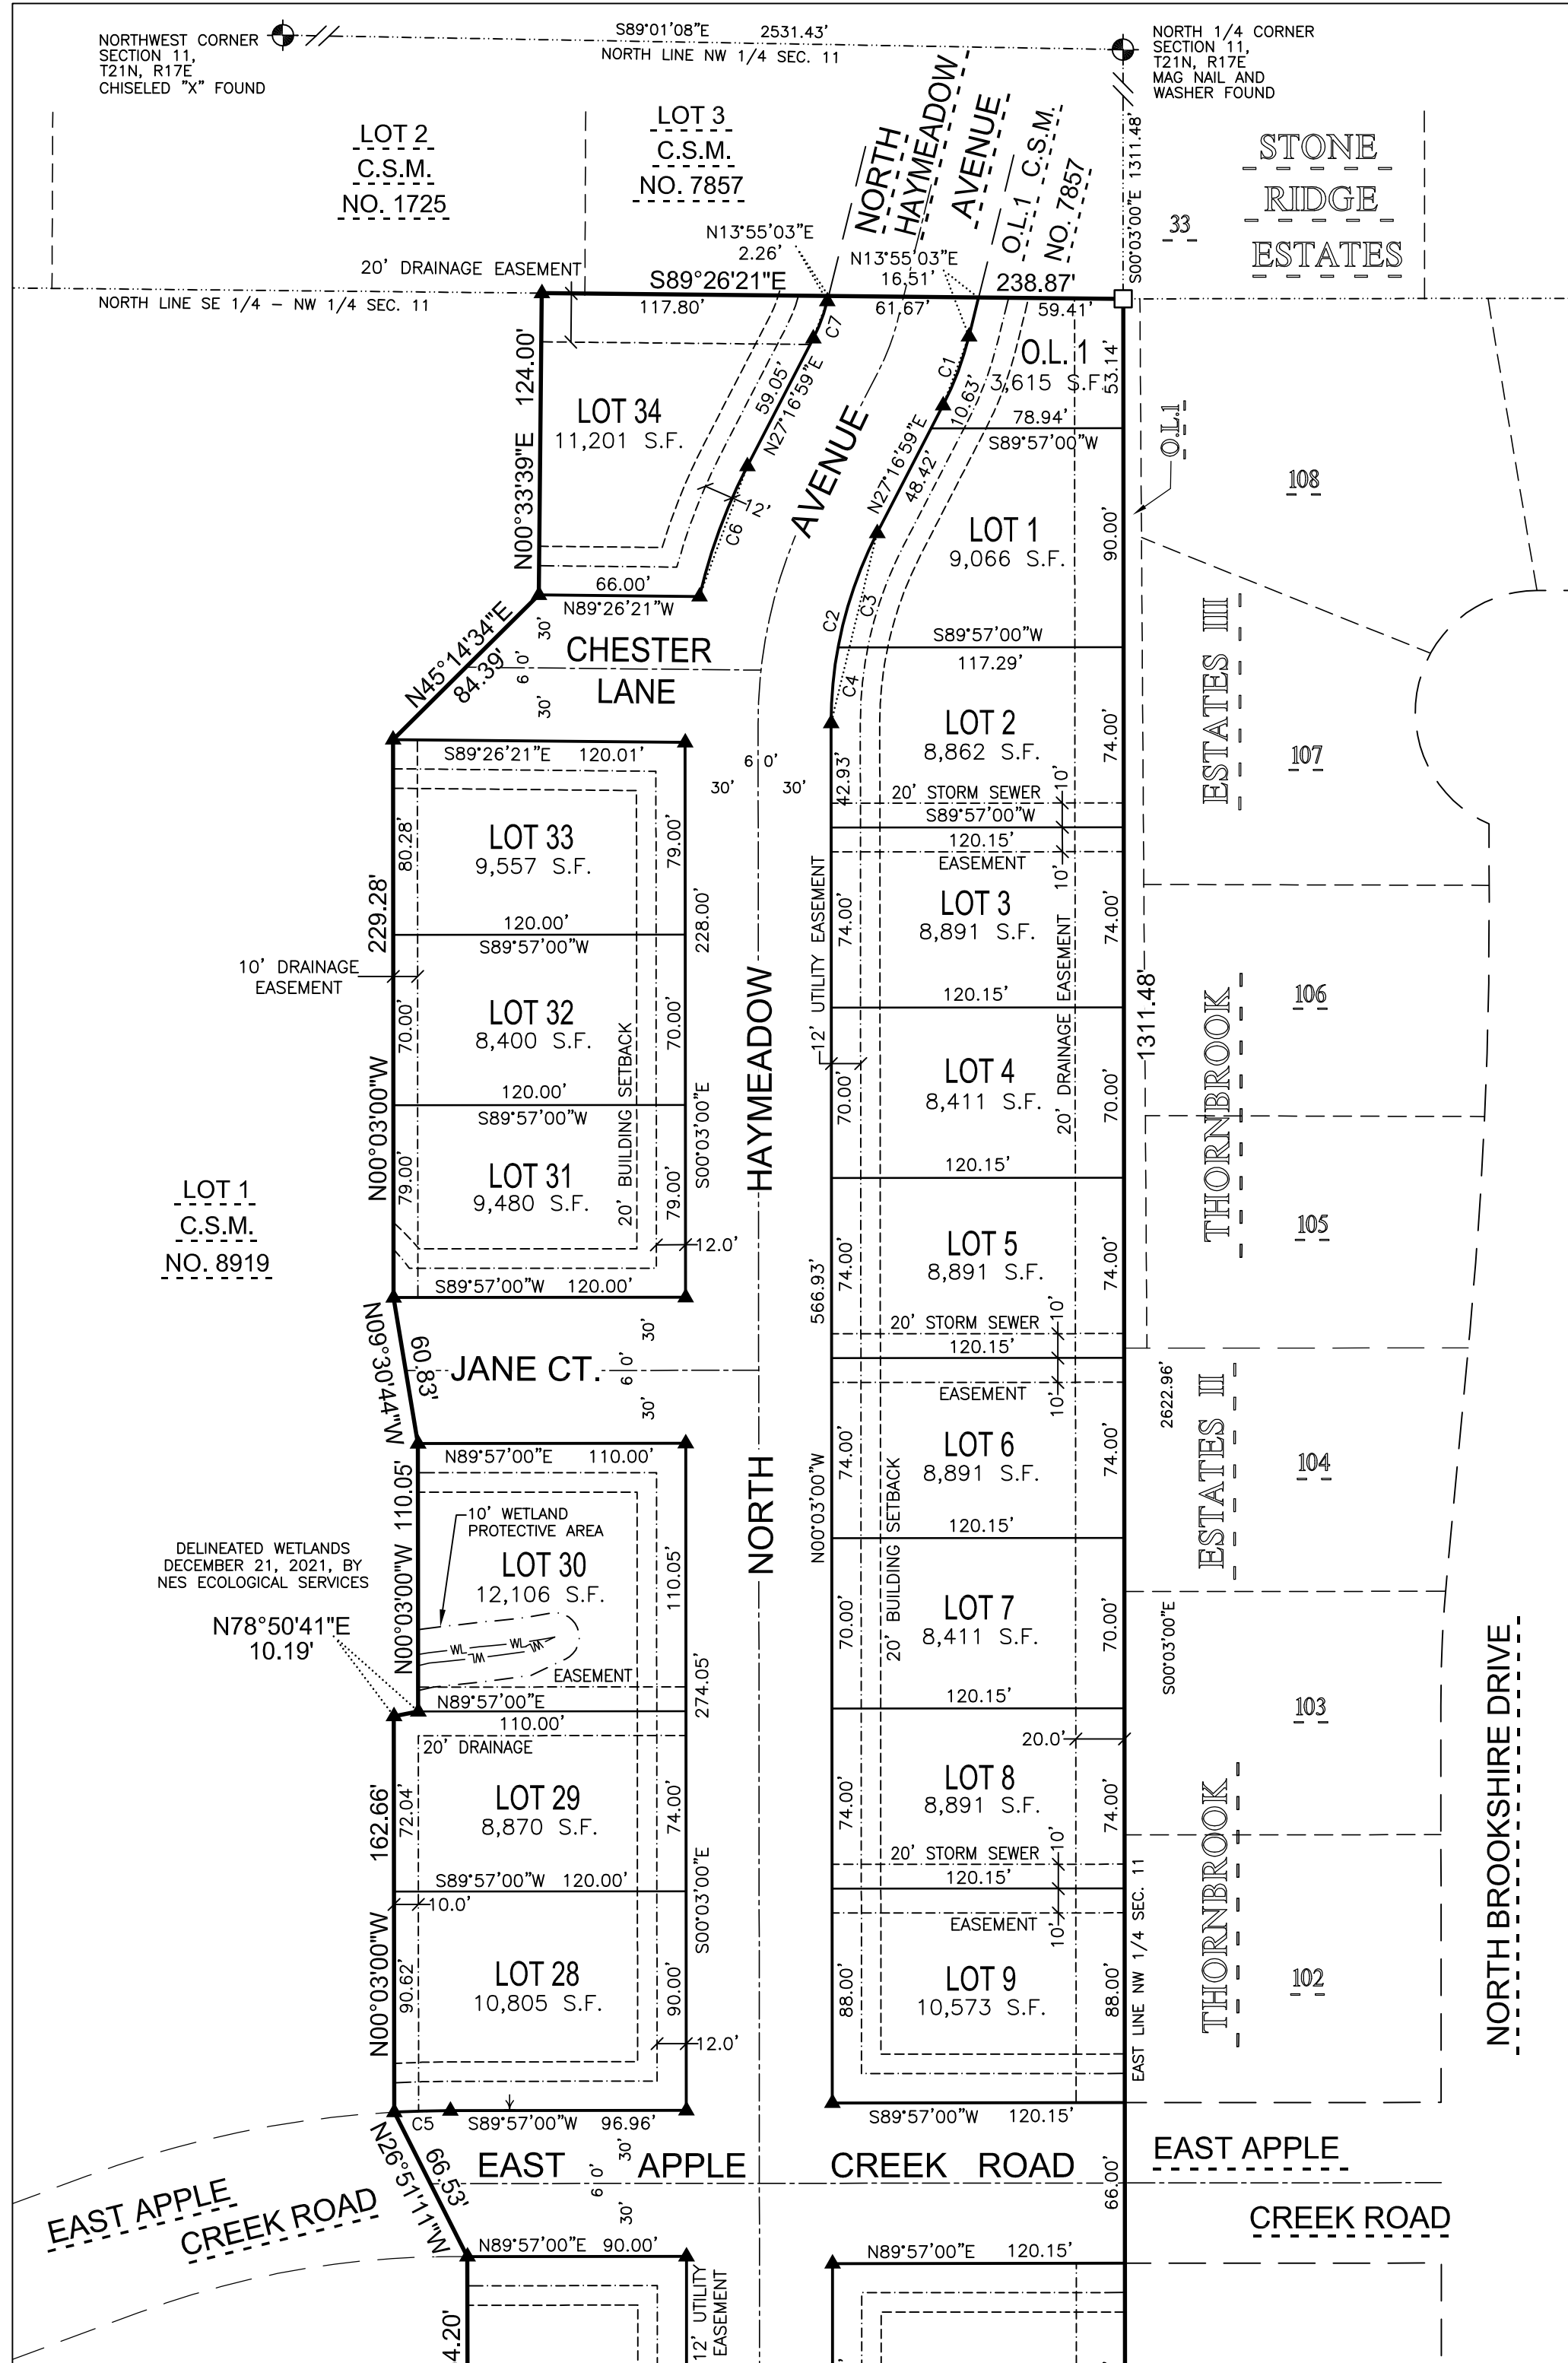 S89°01'08"E 2531.43'
NORTH LINE NW 1/4 SEC. 11
NORTHWEST CORNER
SECTION 11,
T21N, R17E
CHISELED "X" FOUND
NORTH 1/4 CORNER
SECTION 11,
T21N, R17E
MAG NAIL AND
WASHER FOUND
S00°03'00"E 1311.48'
LOT 2
C.S.M.
NO. 1725
LOT 3
C.S.M.
NO. 7857
NORTH
HAYMEADOW
AVENUE
O.L.1 C.S.M.
NO. 7857
STONE
RIDGE
ESTATES
33
N13°55'03"E
2.26'
N13°55'03"E
16.51'
20' DRAINAGE EASEMENT
S89°26'21"E
238.87'
NORTH LINE SE 1/4 - NW 1/4 SEC. 11
117.80'
61.67'
59.41'
124.00'
N00°33'39"E
LOT 34
11,201 S.F.
C7
59.05'
N27°16'59"E
C6
12'
66.00'
N89°26'21"W
AVENUE
C1
10.63'
N27°16'59"E
48.42'
O.L. 1
3,615 S.F.
53.14'
78.94'
S89°57'00"W
O.L.1
108
LOT 1
9,066 S.F.
90.00'
C2
C3
C4
S89°57'00"W
117.29'
N45°14'34"E
84.39'
30'
60'
30'
CHESTER
LANE
S89°26'21"E 120.01'
60'
30'
30'
LOT 2
8,862 S.F.
74.00'
42.93'
20' STORM SEWER
10'
S89°57'00"W
120.15'
EASEMENT
10'
ESTATES III
107
LOT 33
9,557 S.F.
80.28'
79.00'
229.28'
228.00'
120.00'
S89°57'00"W
10' DRAINAGE
EASEMENT
12' UTILITY EASEMENT
LOT 3
8,891 S.F.
74.00'
74.00'
120.15'
20' DRAINAGE EASEMENT
1311.48'
106
THORNBROOK
LOT 32
8,400 S.F.
70.00'
70.00'
120.00'
S89°57'00"W
20' BUILDING SETBACK
HAYMEADOW
LOT 4
8,411 S.F.
70.00'
70.00'
120.15'
N00°03'00"W
S00°03'00"E
LOT 31
9,480 S.F.
79.00'
79.00'
12.0'
S89°57'00"W 120.00'
LOT 1
C.S.M.
NO. 8919
105
LOT 5
8,891 S.F.
74.00'
74.00'
566.93'
20' STORM SEWER
10'
120.15'
EASEMENT
10'
N09°30'44"W
60.83'
JANE CT.
30'
60'
30'
2622.96'
ESTATES II
104
N89°57'00"E 110.00'
N00°03'00"W 110.05'
10' WETLAND
PROTECTIVE AREA
LOT 30
12,106 S.F.
110.05'
NORTH
N00°03'00"W
20' BUILDING SETBACK
LOT 6
8,891 S.F.
74.00'
74.00'
120.15'
DELINEATED WETLANDS
DECEMBER 21, 2021, BY
NES ECOLOGICAL SERVICES
N78°50'41"E
10.19'
WL
WL
WL
WL
EASEMENT
N89°57'00"E
110.00'
274.05'
LOT 7
8,411 S.F.
70.00'
70.00'
120.15'
S00°03'00"E
103
NORTH BROOKSHIRE DRIVE
20' DRAINAGE
LOT 29
8,870 S.F.
162.66'
72.04'
74.00'
S89°57'00"W 120.00'
10.0'
20.0'
LOT 8
8,891 S.F.
74.00'
74.00'
20' STORM SEWER
10'
120.15'
EASEMENT
10'
THORNBROOK
N00°03'00"W
S00°03'00"E
LOT 28
10,805 S.F.
90.62'
90.00'
12.0'
LOT 9
10,573 S.F.
88.00'
88.00'
EAST LINE NW 1/4 SEC. 11
102
C5
S89°57'00"W 96.96'
S89°57'00"W 120.15'
N26°51'11"W
66.53'
30'
60'
30'
EAST APPLE CREEK ROAD
66.00'
EAST APPLE
CREEK ROAD
EAST APPLE
CREEK ROAD
N89°57'00"E 90.00'
N89°57'00"E 120.15'
4.20'
12' UTILITY
EASEMENT